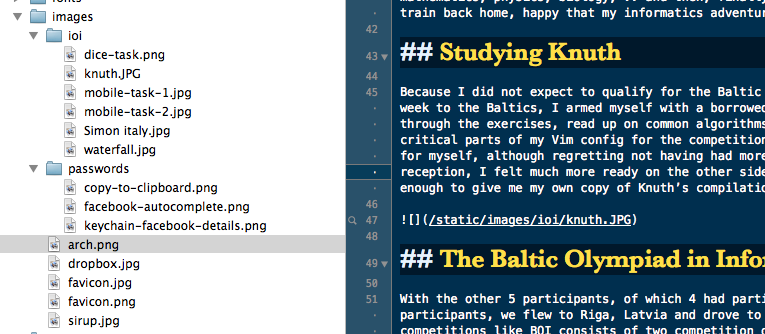 fonts
images
ioi
dice-task.png
knuth.JPG
mobile-task-1.jpg
mobile-task-2.jpg
Simon italy.jpg
waterfall.jpg
passwords
copy-to-clipboard.png
facebook-autocomplete.png
keychain-facebook-details.png
arch.png
dropbox.jpg
favicon.jpg
favicon.png
sirup.jpg
train back home, happy that my informatics adventur
42
43 ## Studying Knuth
44
45 Because I did not expect to qualify for the Baltic
week to the Baltics, I armed myself with a borrowed
through the exercises, read up on common algorithms
critical parts of my Vim config for the competition
for myself, although regretting not having had more
reception, I felt much more ready on the other side
enough to give me my own copy of Knuth's compilatio
46
47 ![](/static/images/ioi/knuth.JPG)
48
49 ## The Baltic Olympiad in Info
50
51 With the other 5 participants, of which 4 had parti
participants, we flew to Riga, Latvia and drove to
competitions like BOI consists of two competition d